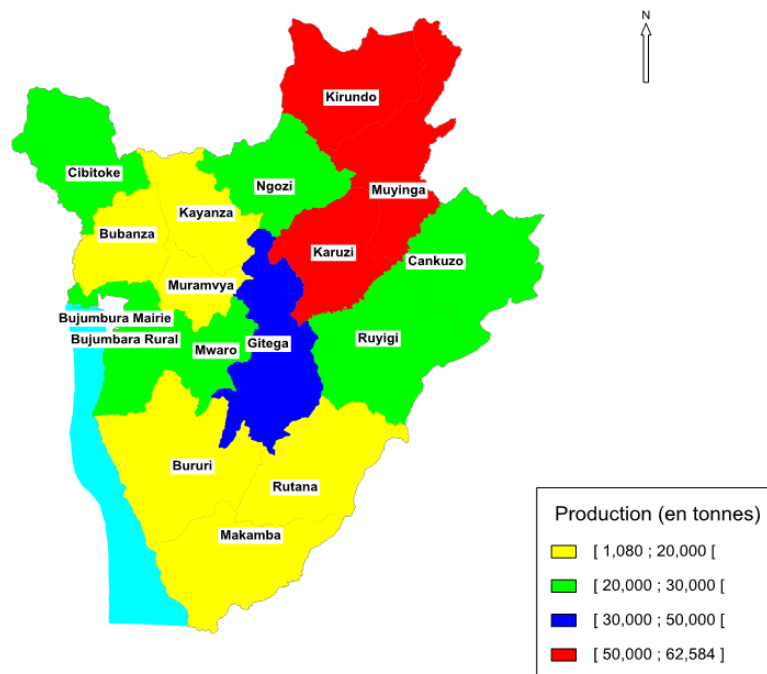 N
Kirundo
Cibitoke
Ngozi
Muyinga
Kayanza
Bubanza
Karuzi
Cankuzo
Muramvya
Bujumbura Mairie
Bujumbara Rural
Mwaro
Gitega
Ruyigi
Bururi
Rutana
Makamba
Production (en tonnes)
[ 1,080 ; 20,000 [
[ 20,000 ; 30,000 [
[ 30,000 ; 50,000 [
[ 50,000 ; 62,584 ]